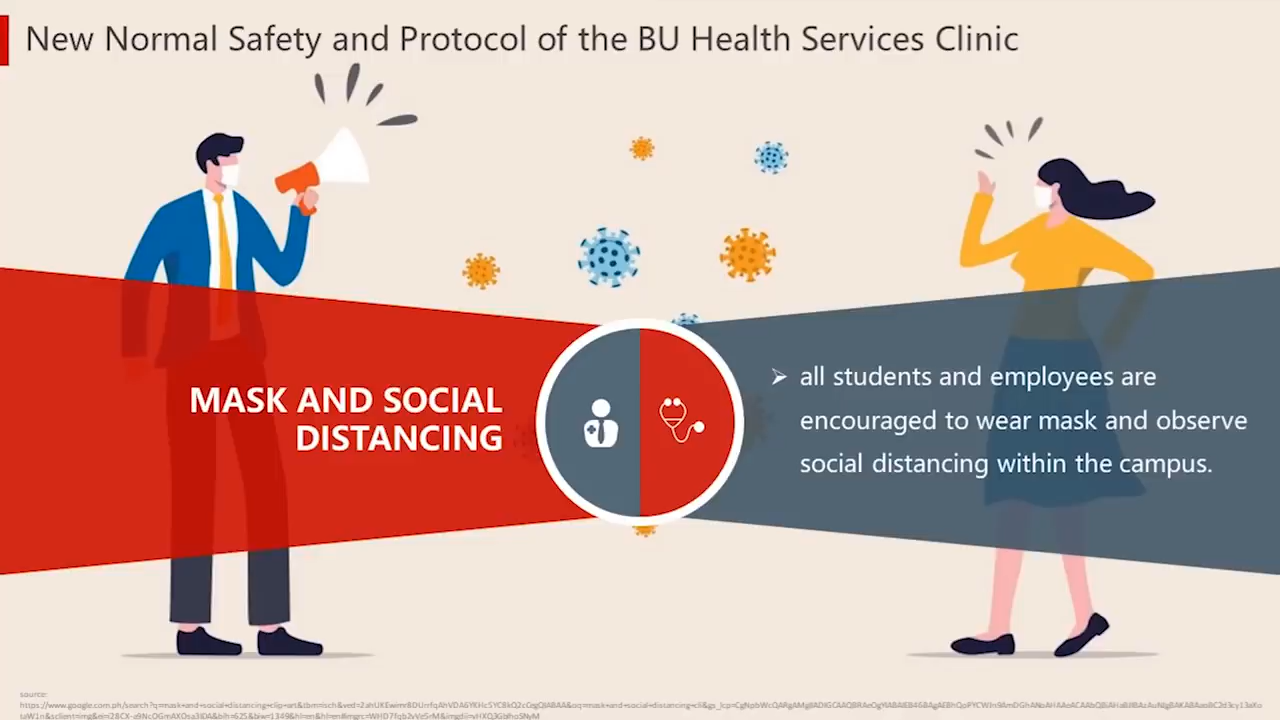 New Normal Safety and Protocol of the BU Health Services Clinic
MASK AND SOCIAL
DISTANCING
➢ all students and employees are
encouraged to wear mask and observe
social distancing within the campus.
source: